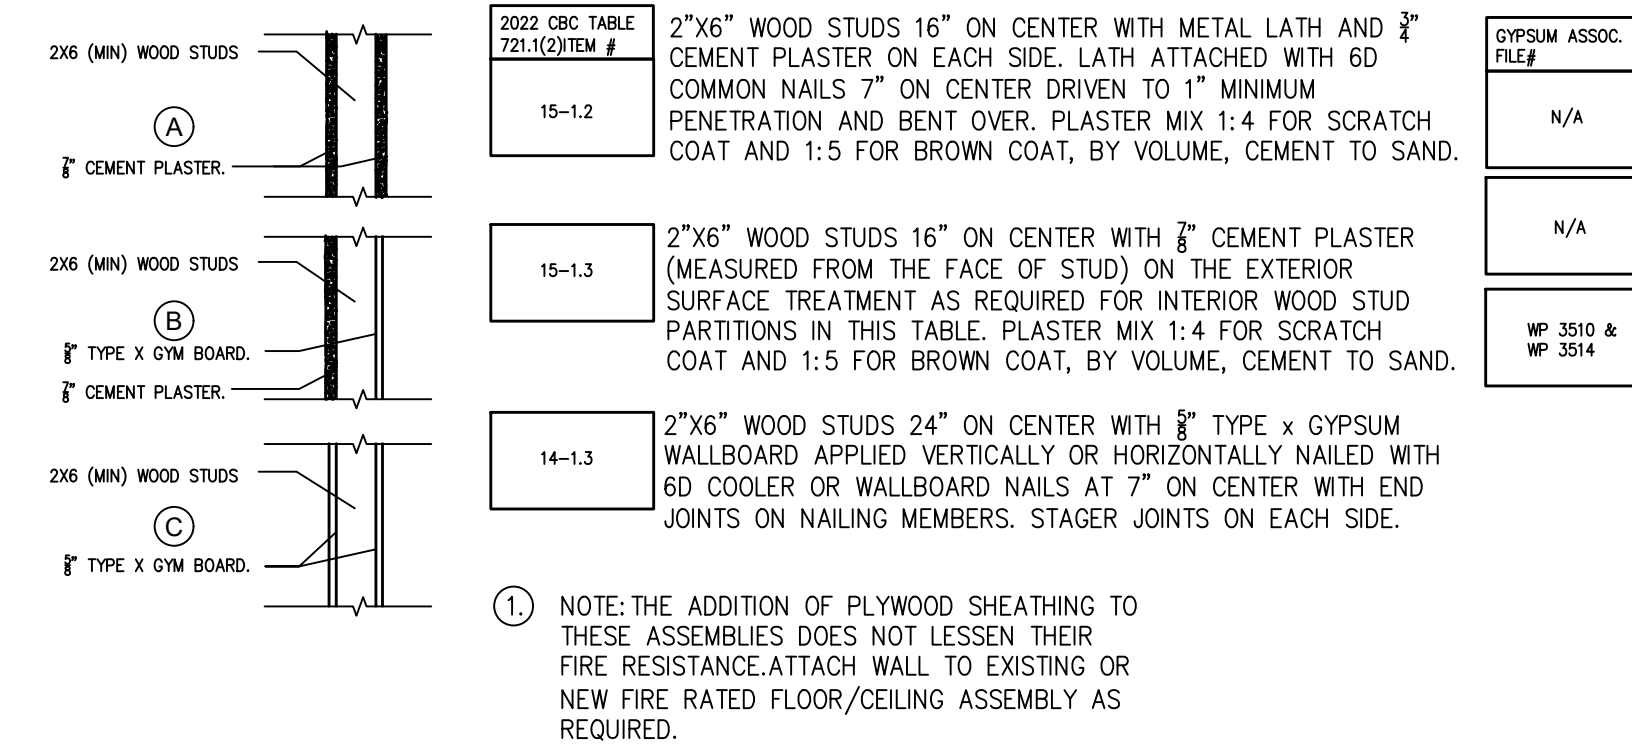 2X6 (MIN) WOOD STUDS
A
7/8" CEMENT PLASTER.
2022 CBC TABLE
721.1(2)ITEM #
15-1.2
2"X6" WOOD STUDS 16" ON CENTER WITH METAL LATH AND 3/4"
CEMENT PLASTER ON EACH SIDE. LATH ATTACHED WITH 6D
COMMON NAILS 7" ON CENTER DRIVEN TO 1" MINIMUM
PENETRATION AND BENT OVER. PLASTER MIX 1:4 FOR SCRATCH
COAT AND 1:5 FOR BROWN COAT, BY VOLUME, CEMENT TO SAND.
GYPSUM ASSOC.
FILE#
N/A
2X6 (MIN) WOOD STUDS
B
5/8" TYPE X GYM BOARD.
7/8" CEMENT PLASTER.
15-1.3
2"X6" WOOD STUDS 16" ON CENTER WITH 7/8" CEMENT PLASTER
(MEASURED FROM THE FACE OF STUD) ON THE EXTERIOR
SURFACE TREATMENT AS REQUIRED FOR INTERIOR WOOD STUD
PARTITIONS IN THIS TABLE. PLASTER MIX 1:4 FOR SCRATCH
COAT AND 1:5 FOR BROWN COAT, BY VOLUME, CEMENT TO SAND.
N/A
2X6 (MIN) WOOD STUDS
C
5/8" TYPE X GYM BOARD.
14-1.3
2"X6" WOOD STUDS 24" ON CENTER WITH 5/8" TYPE x GYPSUM
WALLBOARD APPLIED VERTICALLY OR HORIZONTALLY NAILED WITH
6D COOLER OR WALLBOARD NAILS AT 7" ON CENTER WITH END
JOINTS ON NAILING MEMBERS. STAGER JOINTS ON EACH SIDE.
WP 3510 &
WP 3514
1. NOTE: THE ADDITION OF PLYWOOD SHEATHING TO
THESE ASSEMBLIES DOES NOT LESSEN THEIR
FIRE RESISTANCE.ATTACH WALL TO EXISTING OR
NEW FIRE RATED FLOOR/CEILING ASSEMBLY AS
REQUIRED.